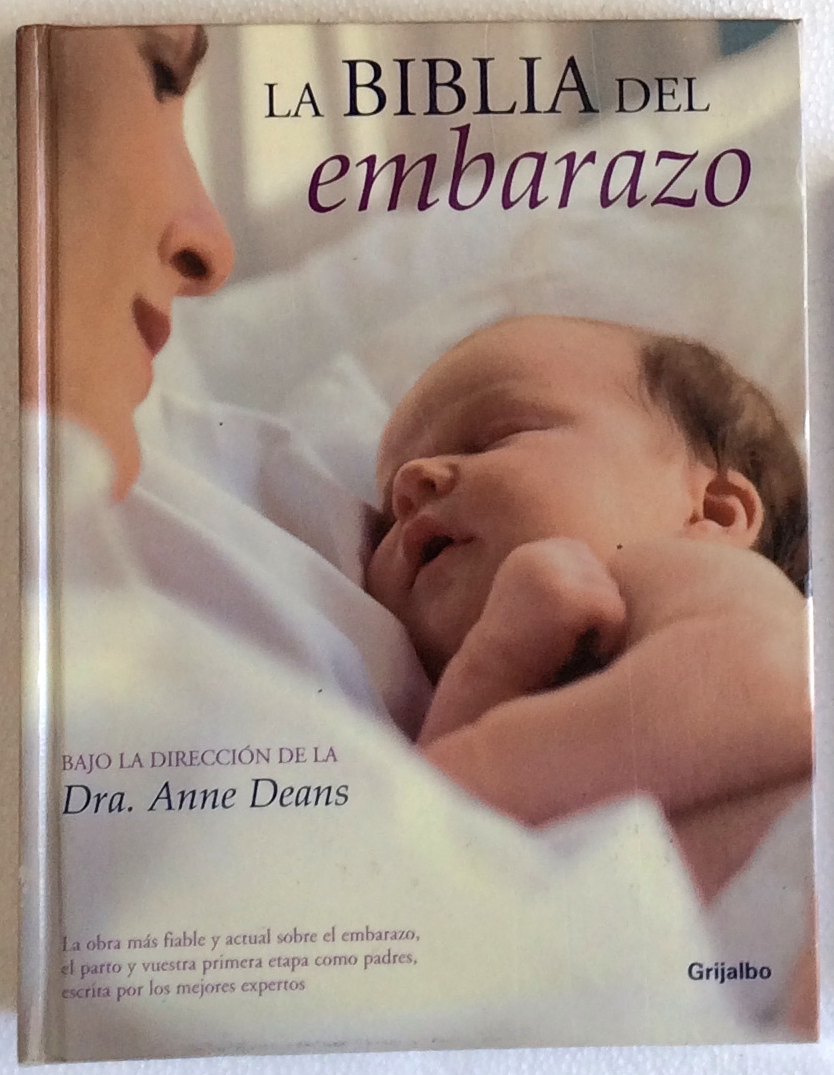 LA BIBLIA DEL
embarazo
BAJO LA DIRECCIÓN DE LA
Dra. Anne Deans
La obra más fiable y actual sobre el embarazo,
el parto y vuestra primera etapa como padres,
escrita por los mejores expertos
Grijalbo